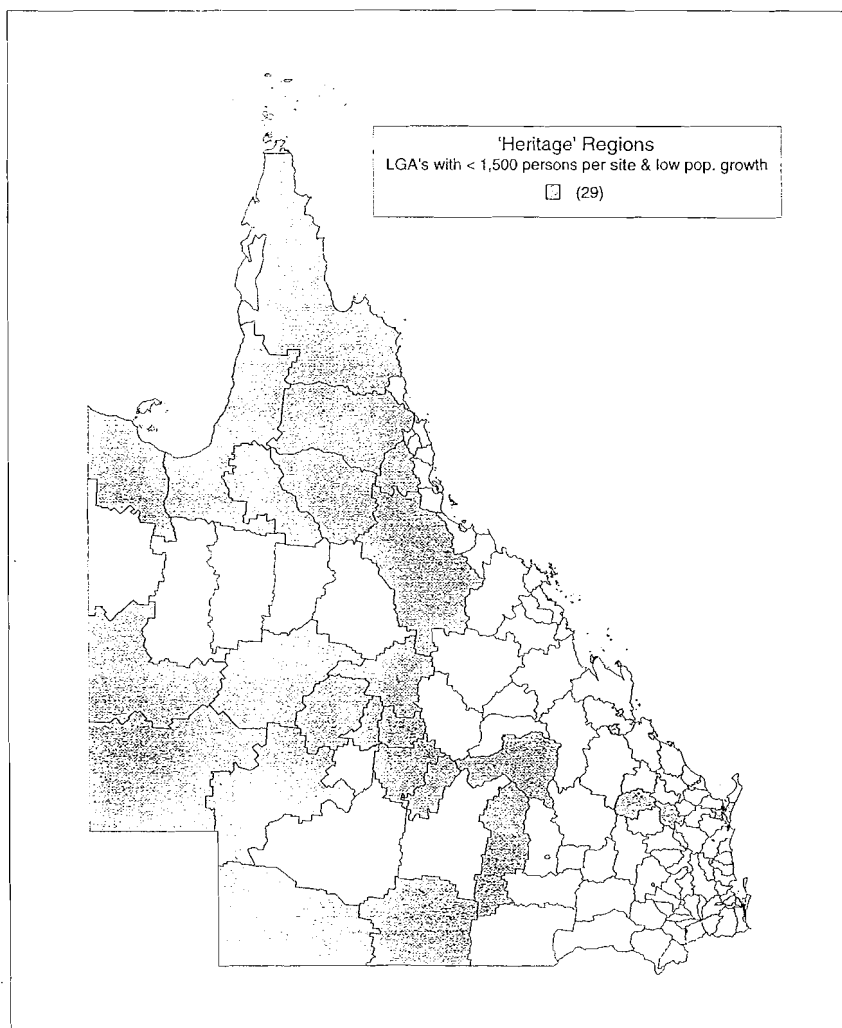 'Heritage' Regions
LGA's with < 1,500 persons per site & low pop. growth
(29)